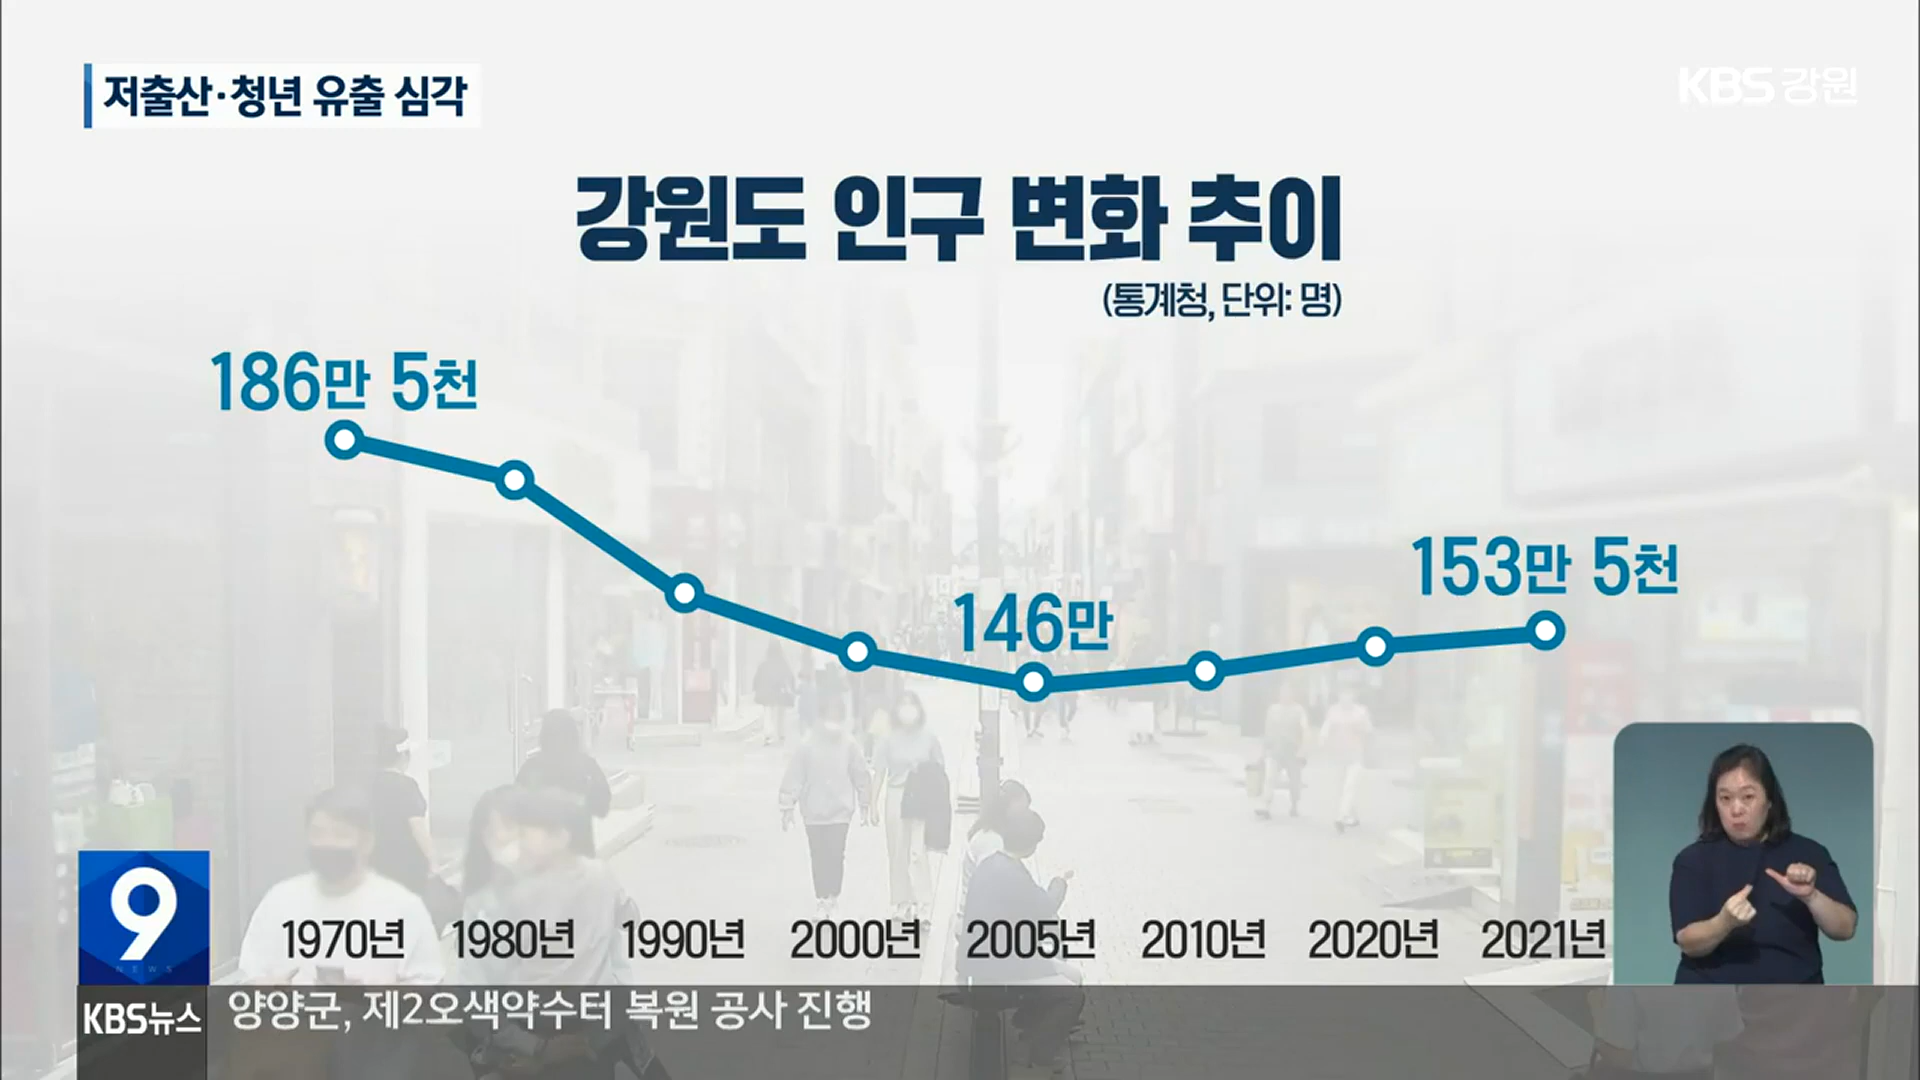 저출산·청년 유출 심각
KBS 강원
강원도 인구 변화 추이
(통계청, 단위: 명)
186만 5천
146만
153만 5천
1970년 1980년 1990년 2000년 2005년 2010년 2020년 2021년
9
NEWS
KBS뉴스
양양군, 제2오색약수터 복원 공사 진행